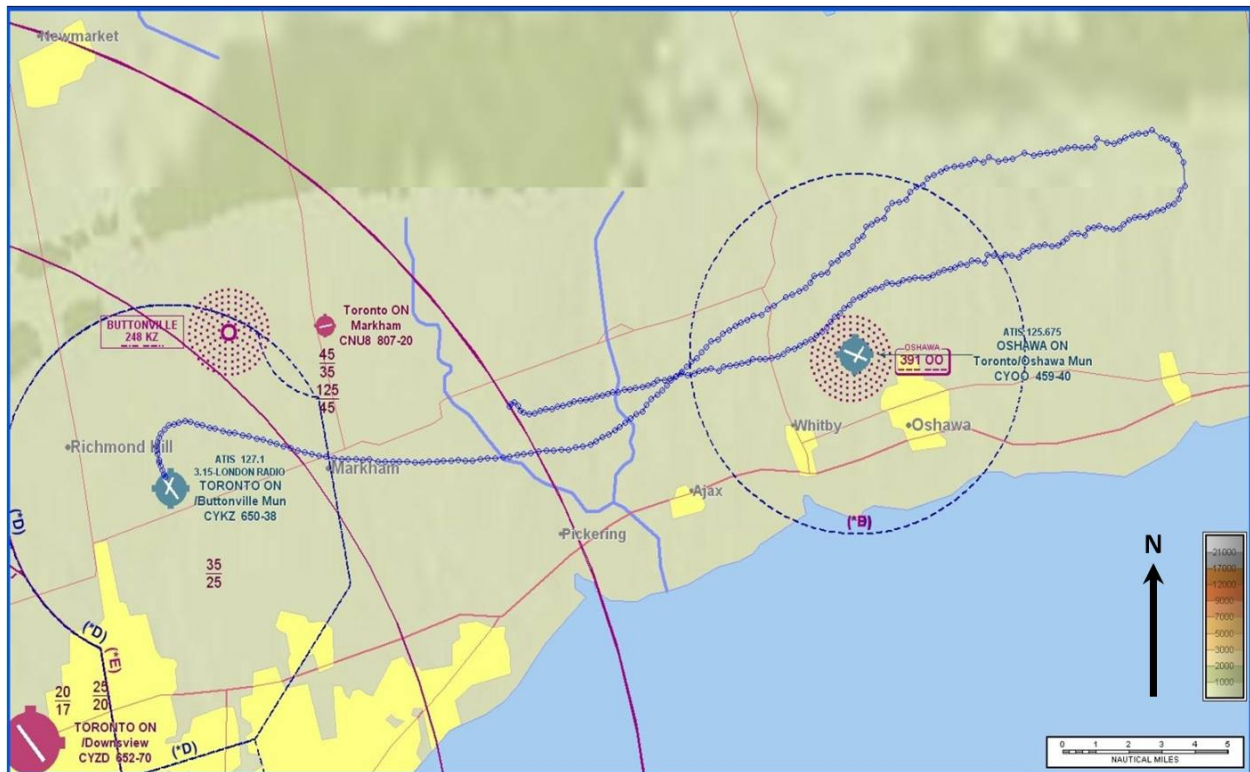 Newmarket
BUTTONVILLE
248 KZ
Toronto ON
Markham
CNU8 807-20
45
35
125
45
ATIS 125.675
OSHAWA ON
Toronto/Oshawa Mun
CYOO 459-40
OSHAWA
391 OO
Richmond Hill
Markham
Whitby
Oshawa
ATIS 127.1
3.15-LONDON RADIO
TORONTO ON
/Buttonville Mun
CYKZ 650-38
Ajax
(*D)
Pickering
35
25
N
21000
17000
12000
9000
7000
5000
3000
2000
1000
(*D)
(*E)
20
17
25
20
TORONTO ON
/Downsview
CYZD 652-70
(*D)
0 1 2 3 4 5
NAUTICAL MILES